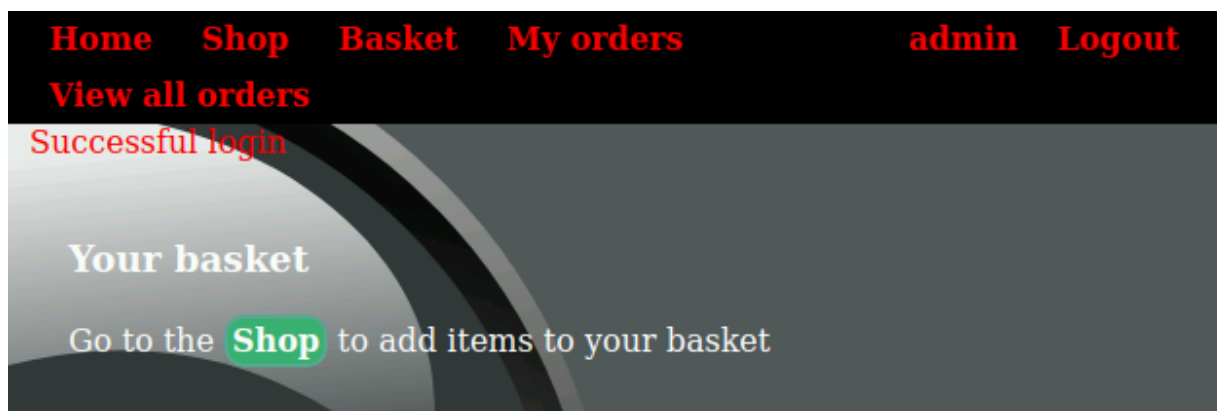 Home Shop Basket My orders admin Logout
View all orders
Successful login
Your basket
Go to the Shop to add items to your basket